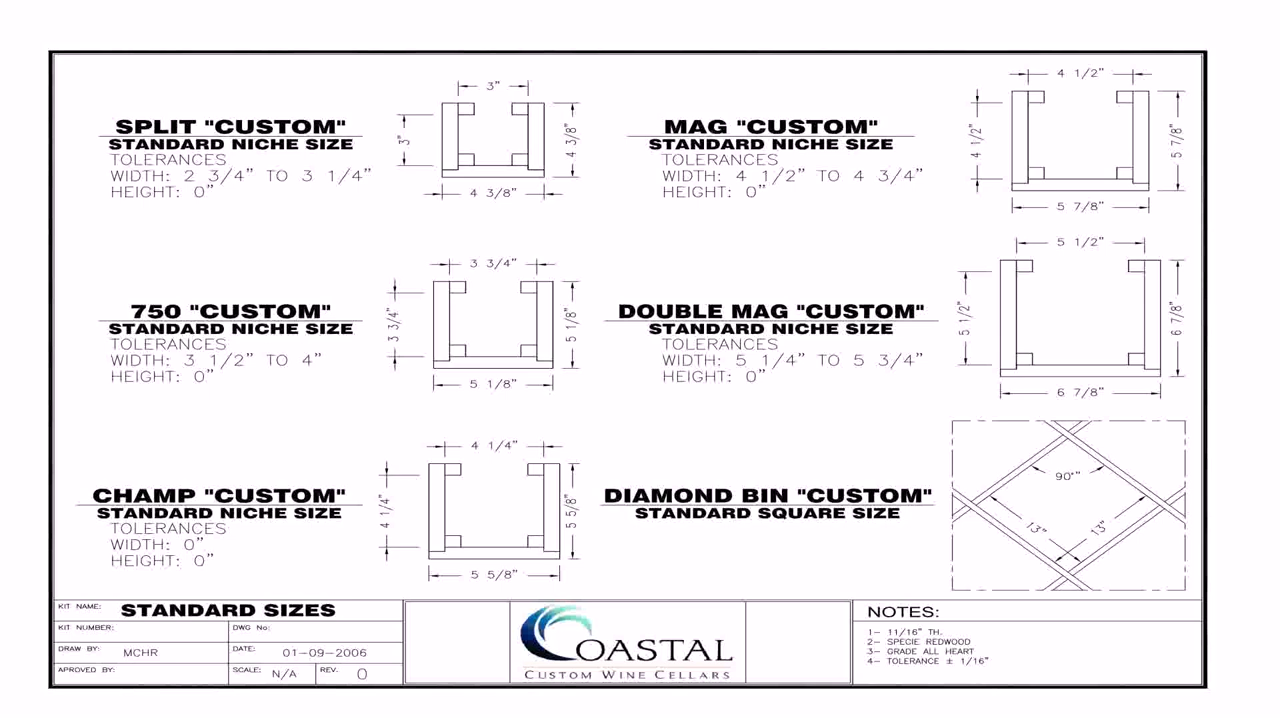 SPLIT "CUSTOM"
STANDARD NICHE SIZE
TOLERANCES
WIDTH: 2 3/4" TO 3 1/4"
HEIGHT: 0"
3"
3"
4 3/8"
4 3/8"
MAG "CUSTOM"
STANDARD NICHE SIZE
TOLERANCES
WIDTH: 4 1/2" TO 4 3/4"
HEIGHT: 0"
4 1/2"
4 1/2"
5 7/8"
5 7/8"
750 "CUSTOM"
STANDARD NICHE SIZE
TOLERANCES
WIDTH: 3 1/2" TO 4"
HEIGHT: 0"
3 3/4"
3 3/4"
5 1/8"
5 1/8"
DOUBLE MAG "CUSTOM"
STANDARD NICHE SIZE
TOLERANCES
WIDTH: 5 1/4" TO 5 3/4"
HEIGHT: 0"
5 1/2"
5 1/2"
6 7/8"
6 7/8"
CHAMP "CUSTOM"
STANDARD NICHE SIZE
TOLERANCES
WIDTH: 0"
HEIGHT: 0"
4 1/4"
4 1/4"
5 5/8"
5 5/8"
DIAMOND BIN "CUSTOM"
STANDARD SQUARE SIZE
90°"
13"
13"
KIT NAME: STANDARD SIZES
KIT NUMBER:
DWG No:
DRAW BY: MCHR
DATE: 01-09-2006
APROVED BY:
SCALE: N/A
REV. 0
COASTAL
CUSTOM WINE CELLARS
NOTES:
1- 11/16" TH.
2- SPECIE REDWOOD
3- GRADE ALL HEART
4- TOLERANCE ± 1/16"